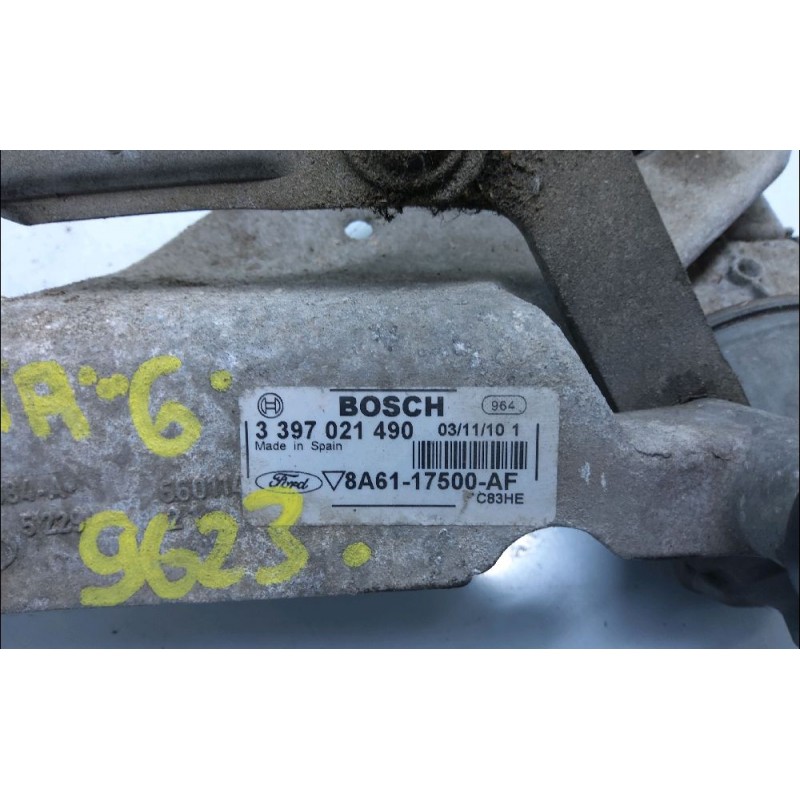 BOSCH 964
3 397 021 490 03/11/10 1
Made in Spain
Ford 8A61-17500-AF
C83HE
9623.